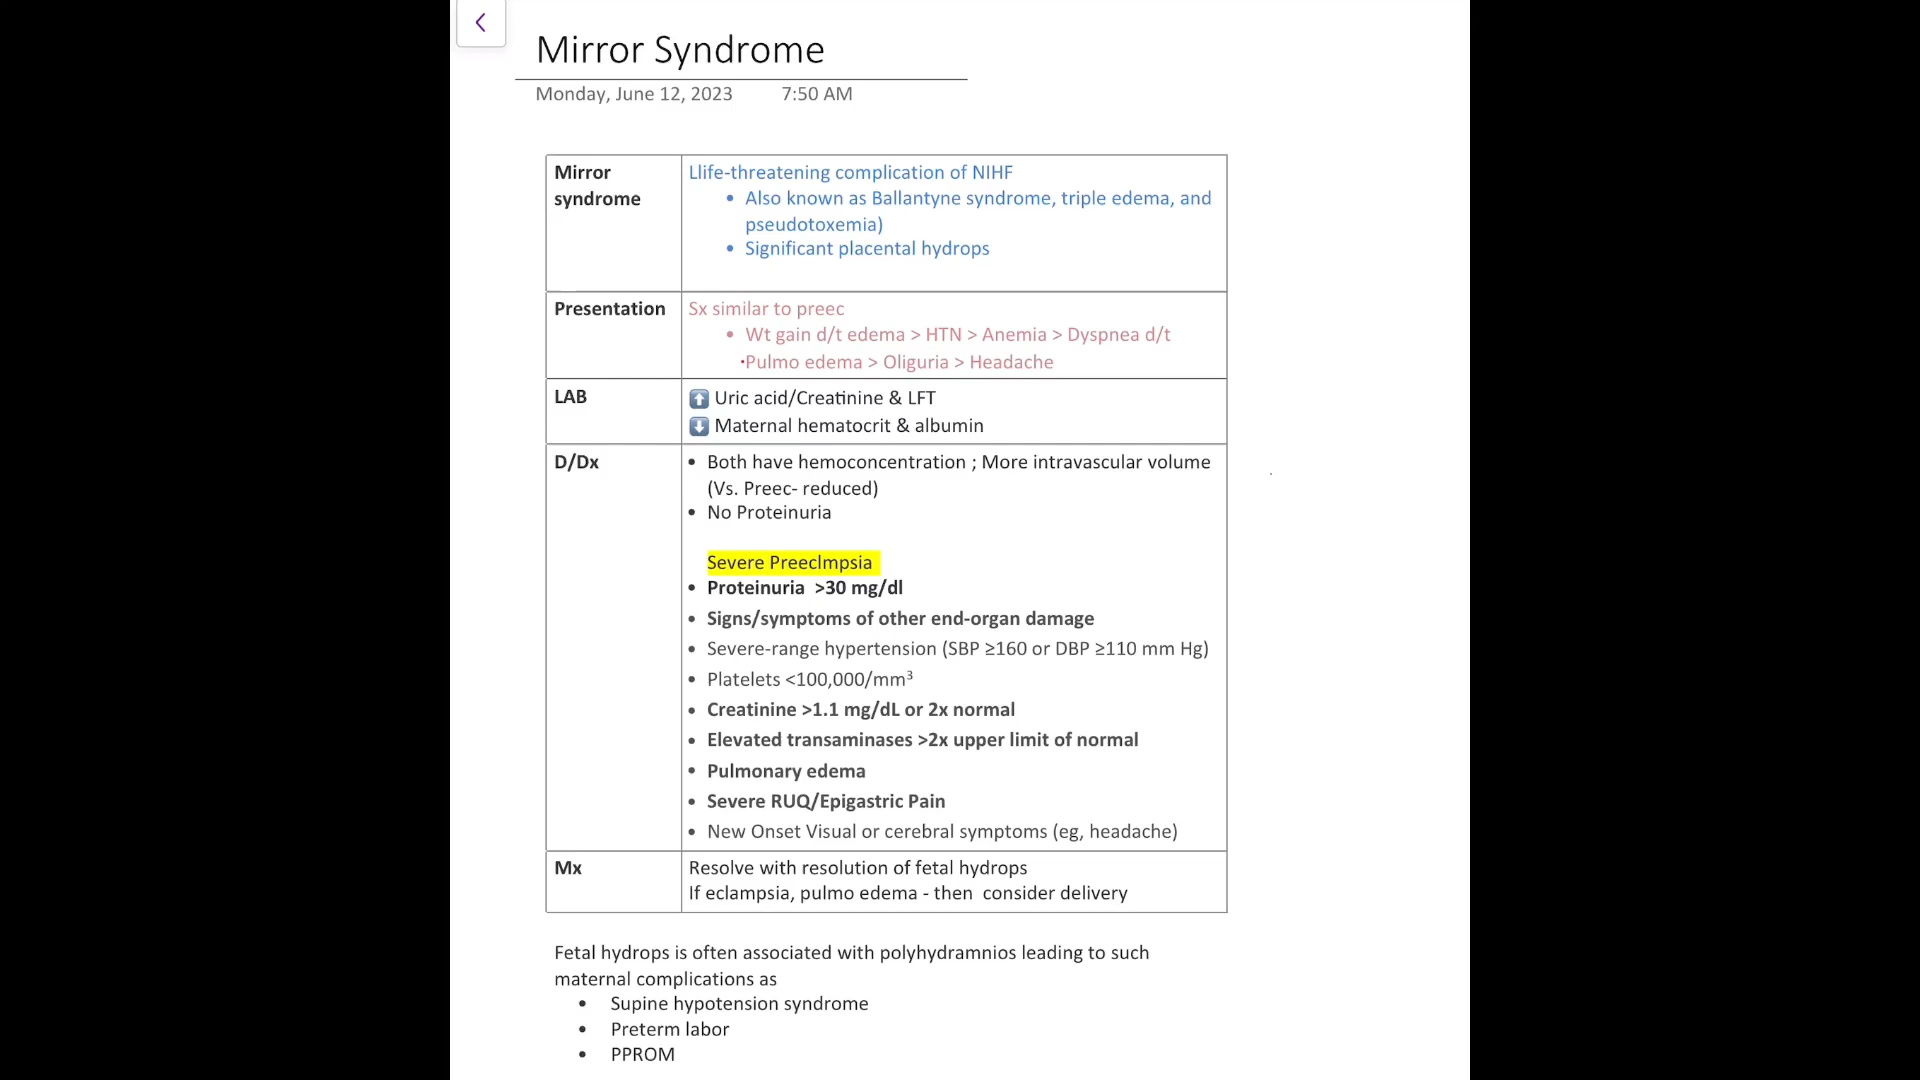 Mirror Syndrome
Monday, June 12, 2023 7:50 AM
Mirror
syndrome
Llife-threatening complication of NIHF
• Also known as Ballantyne syndrome, triple edema, and
pseudotoxemia)
• Significant placental hydrops
Presentation
Sx similar to preec
• Wt gain d/t edema > HTN > Anemia > Dyspnea d/t
Pulmo edema > Oliguria > Headache
LAB
⬆ Uric acid/Creatinine & LFT
⬇ Maternal hematocrit & albumin
D/Dx
• Both have hemoconcentration ; More intravascular volume
(Vs. Preec- reduced)
• No Proteinuria
Severe Preeclmpsia
• Proteinuria >30 mg/dl
• Signs/symptoms of other end-organ damage
• Severe-range hypertension (SBP ≥160 or DBP ≥110 mm Hg)
• Platelets <100,000/mm³
• Creatinine >1.1 mg/dL or 2x normal
• Elevated transaminases >2x upper limit of normal
• Pulmonary edema
• Severe RUQ/Epigastric Pain
• New Onset Visual or cerebral symptoms (eg, headache)
Mx
Resolve with resolution of fetal hydrops
If eclampsia, pulmo edema - then consider delivery
Fetal hydrops is often associated with polyhydramnios leading to such
maternal complications as
• Supine hypotension syndrome
• Preterm labor
• PPROM